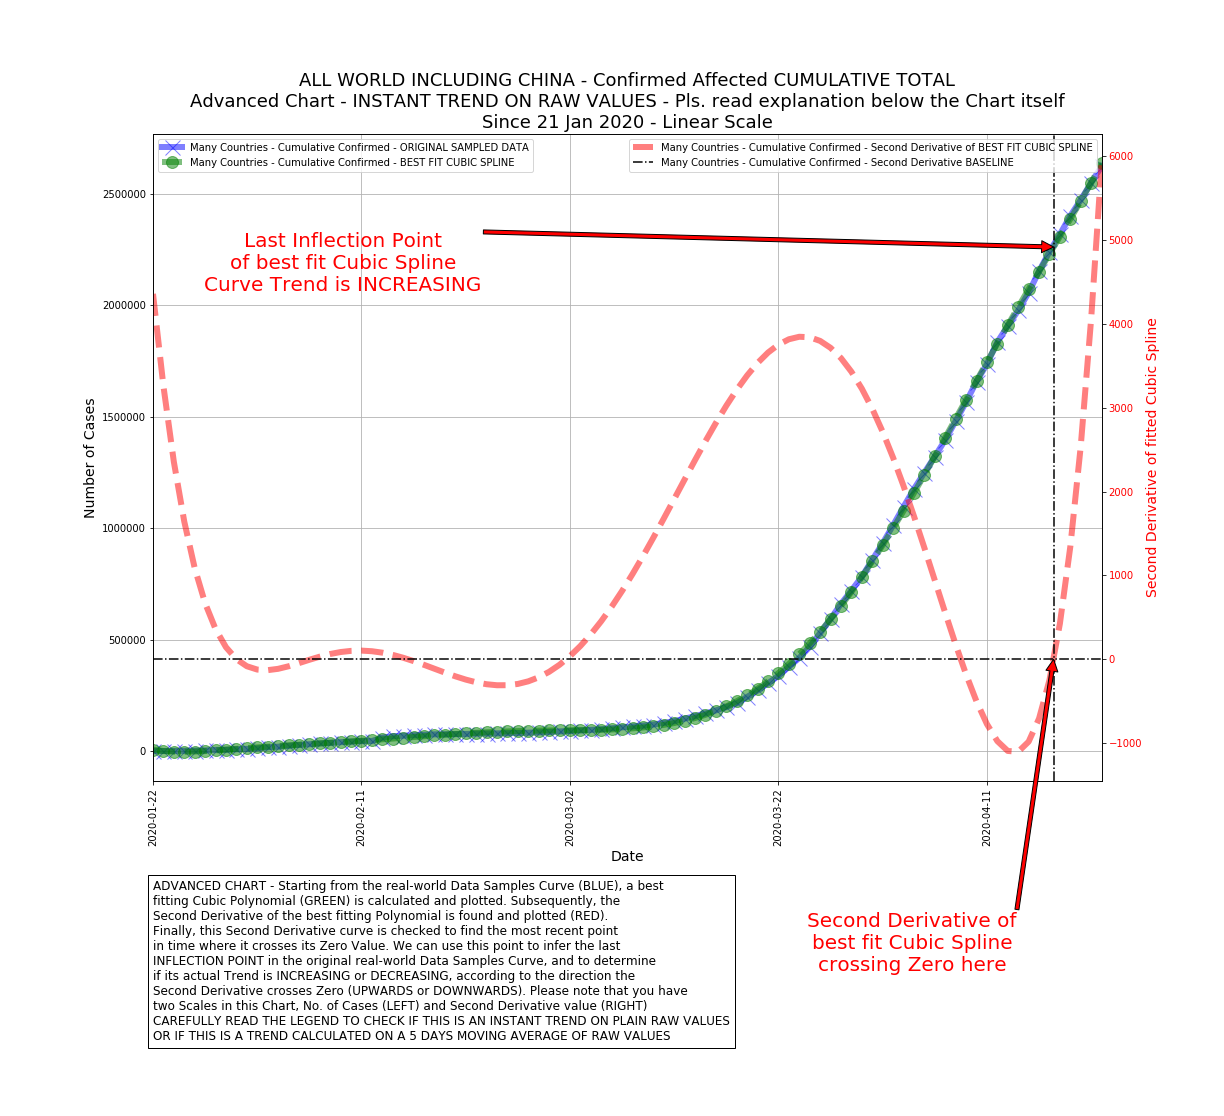 ALL WORLD INCLUDING CHINA - Confirmed Affected CUMULATIVE TOTAL
Advanced Chart - INSTANT TREND ON RAW VALUES - Pls. read explanation below the Chart itself
Since 21 Jan 2020 - Linear Scale
Many Countries - Cumulative Confirmed - ORIGINAL SAMPLED DATA
Many Countries - Cumulative Confirmed - BEST FIT CUBIC SPLINE
Many Countries - Cumulative Confirmed - Second Derivative of BEST FIT CUBIC SPLINE
Many Countries - Cumulative Confirmed - Second Derivative BASELINE
Last Inflection Point
of best fit Cubic Spline
Curve Trend is INCREASING
Number of Cases
2500000
2000000
1500000
1000000
500000
0
6000
5000
4000
3000
2000
1000
0
−1000
Second Derivative of fitted Cubic Spline
2020-01-22
2020-02-11
2020-03-02
2020-03-22
2020-04-11
Date
ADVANCED CHART - Starting from the real-world Data Samples Curve (BLUE), a best
fitting Cubic Polynomial (GREEN) is calculated and plotted. Subsequently, the
Second Derivative of the best fitting Polynomial is found and plotted (RED).
Finally, this Second Derivative curve is checked to find the most recent point
in time where it crosses its Zero Value. We can use this point to infer the last
INFLECTION POINT in the original real-world Data Samples Curve, and to determine
if its actual Trend is INCREASING or DECREASING, according to the direction the
Second Derivative crosses Zero (UPWARDS or DOWNWARDS). Please note that you have
two Scales in this Chart, No. of Cases (LEFT) and Second Derivative value (RIGHT)
CAREFULLY READ THE LEGEND TO CHECK IF THIS IS AN INSTANT TREND ON PLAIN RAW VALUES
OR IF THIS IS A TREND CALCULATED ON A 5 DAYS MOVING AVERAGE OF RAW VALUES
Second Derivative of
best fit Cubic Spline
crossing Zero here